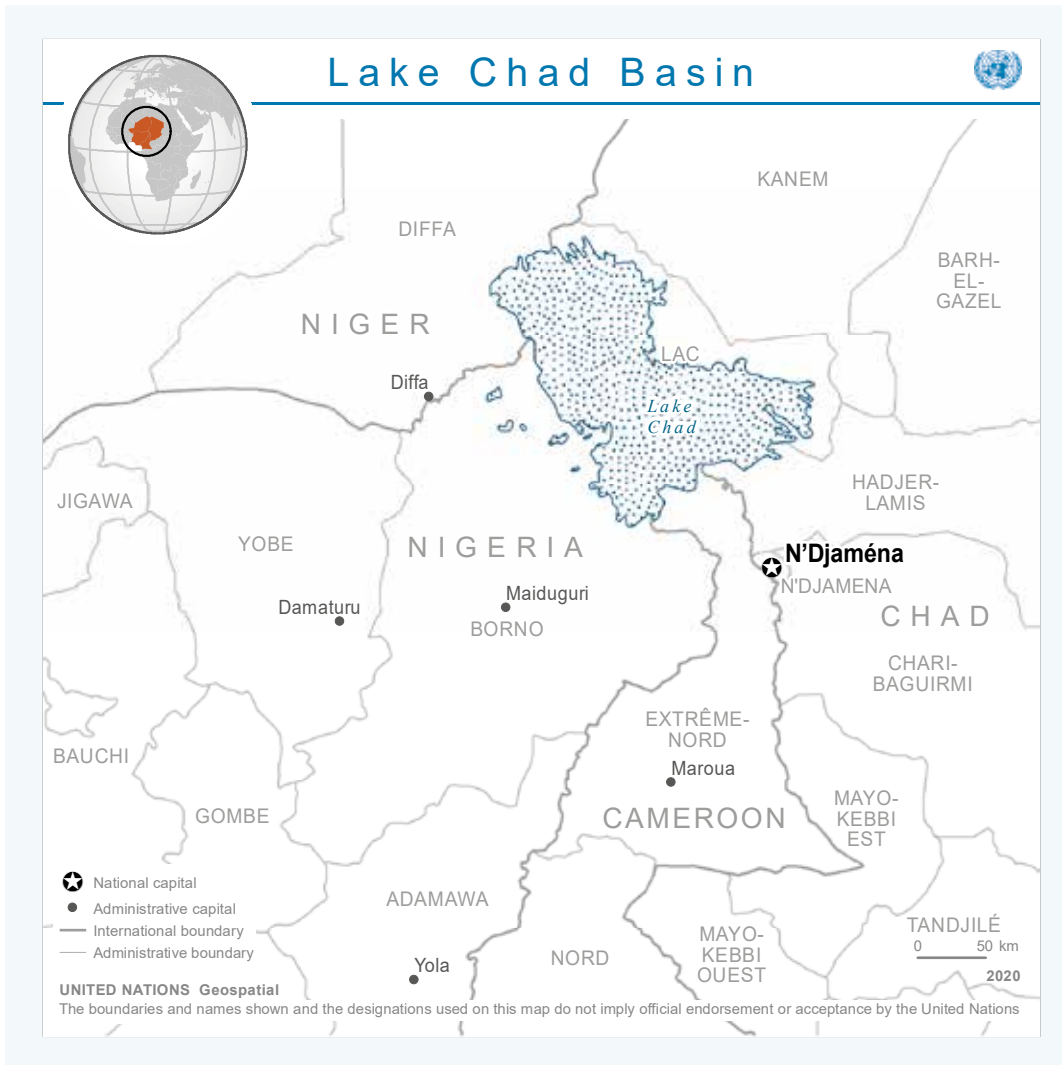 Lake Chad Basin
KANEM
DIFFA
BARH-
EL-
GAZEL
NIGER
LAC
Diffa
Lake
Chad
HADJER-
LAMIS
JIGAWA
YOBE
NIGERIA
N'Djaména
N'DJAMENA
Maiduguri
Damaturu
BORNO
CHAD
CHARI-
BAGUIRMI
EXTRÊME-
NORD
BAUCHI
Maroua
MAYO-
KEBBI
EST
GOMBE
CAMEROON
National capital
ADAMAWA
Administrative capital
International boundary
Administrative boundary
TANDJILÉ
0 50 km
MAYO-
KEBBI
OUEST
NORD
Yola
2020
UNITED NATIONS Geospatial
The boundaries and names shown and the designations used on this map do not imply official endorsement or acceptance by the United Nations